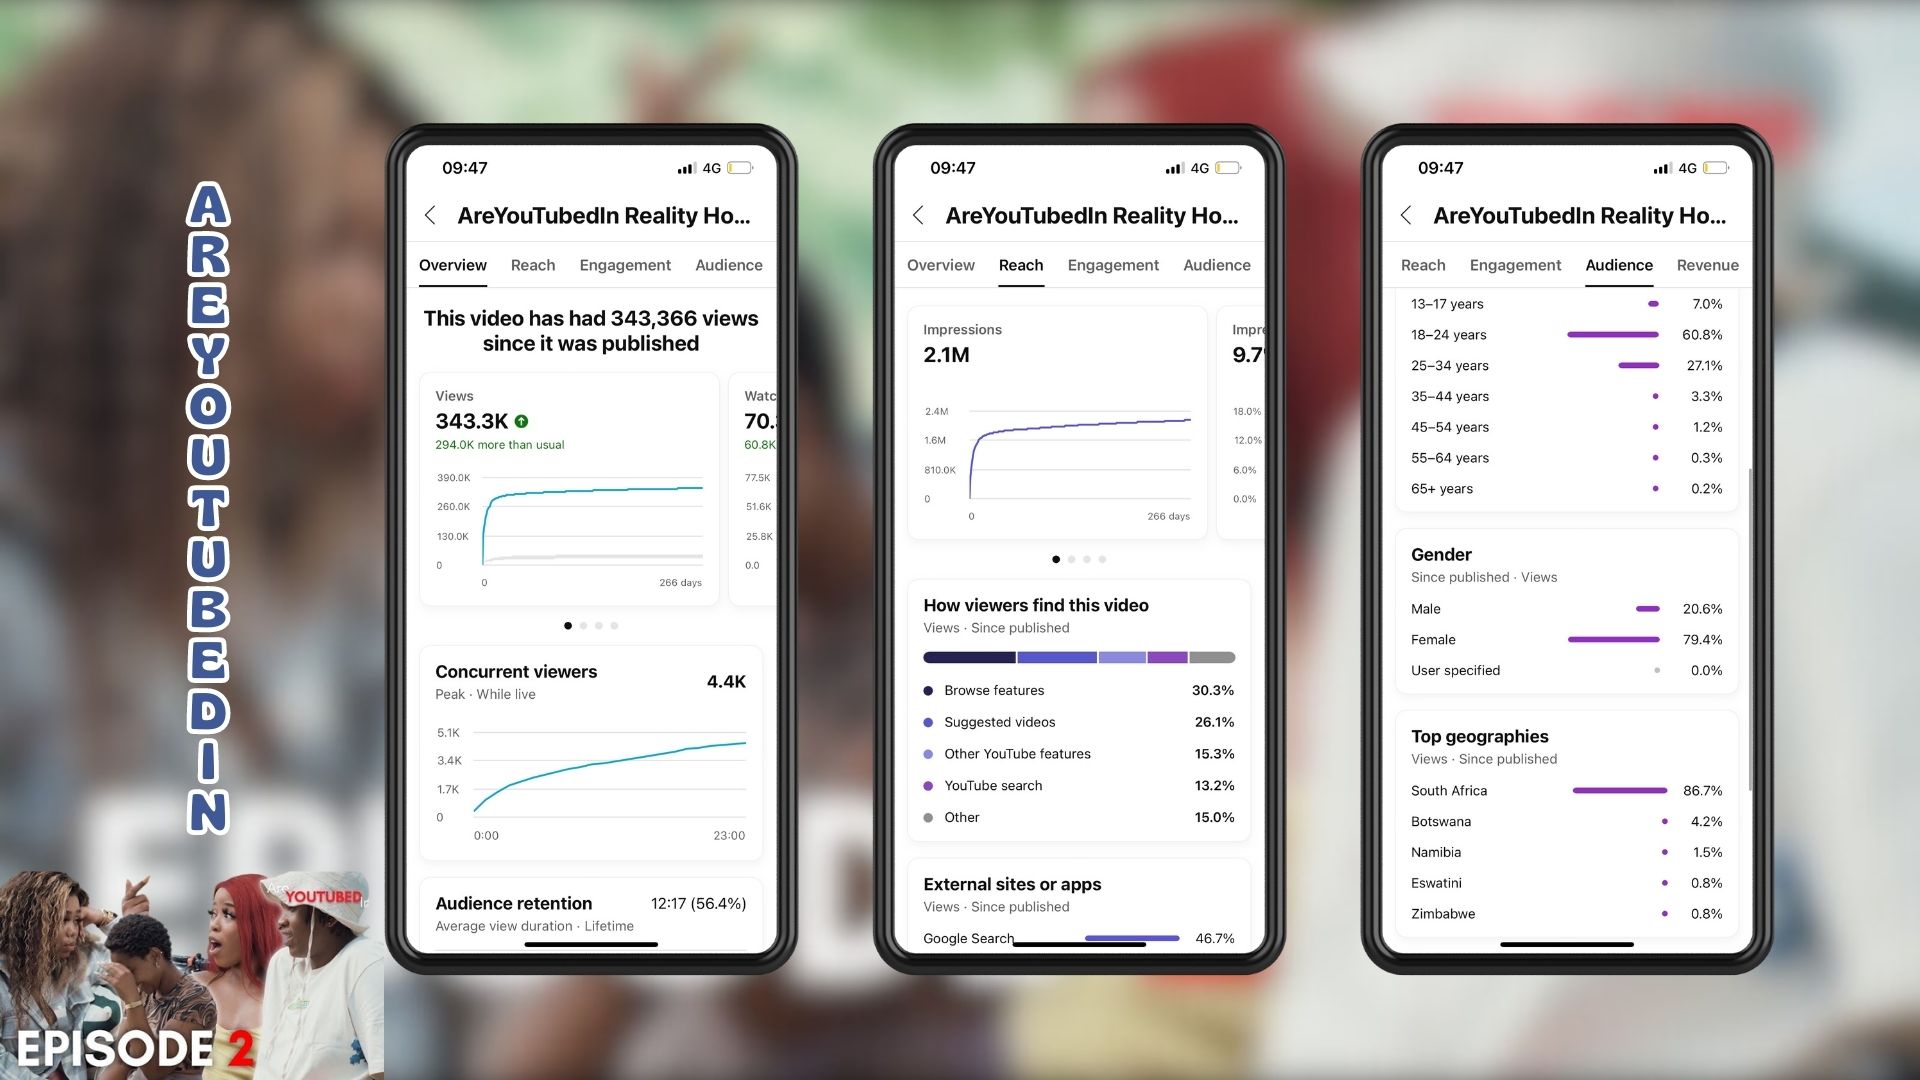 AREYOUTUBEDIN
Are
YOUTUBED
In
EPISODE 2
09:47
4G
AreYouTubedIn Reality Ho...
Overview Reach Engagement Audience
This video has had 343,366 views
since it was published
Views
343.3K
294.0K more than usual
390.0K
260.0K
130.0K
0
0 266 days
Watc
70.
60.8K
77.5K
51.6K
25.8K
0.0
Concurrent viewers
Peak · While live
4.4K
5.1K
3.4K
1.7K
0
0:00 23:00
Audience retention 12:17 (56.4%)
Average view duration · Lifetime
09:47
4G
AreYouTubedIn Reality Ho...
Overview Reach Engagement Audience
Impressions
2.1M
2.4M
1.6M
810.0K
0
0 266 days
Impre
9.7
18.0%
12.0%
6.0%
0.0%
How viewers find this video
Views · Since published
Browse features 30.3%
Suggested videos 26.1%
Other YouTube features 15.3%
YouTube search 13.2%
Other 15.0%
External sites or apps
Views · Since published
Google Search 46.7%
09:47
4G
AreYouTubedIn Reality Ho...
Reach Engagement Audience Revenue
13–17 years 7.0%
18–24 years 60.8%
25–34 years 27.1%
35–44 years 3.3%
45–54 years 1.2%
55–64 years 0.3%
65+ years 0.2%
Gender
Since published · Views
Male 20.6%
Female 79.4%
User specified 0.0%
Top geographies
Views · Since published
South Africa 86.7%
Botswana 4.2%
Namibia 1.5%
Eswatini 0.8%
Zimbabwe 0.8%